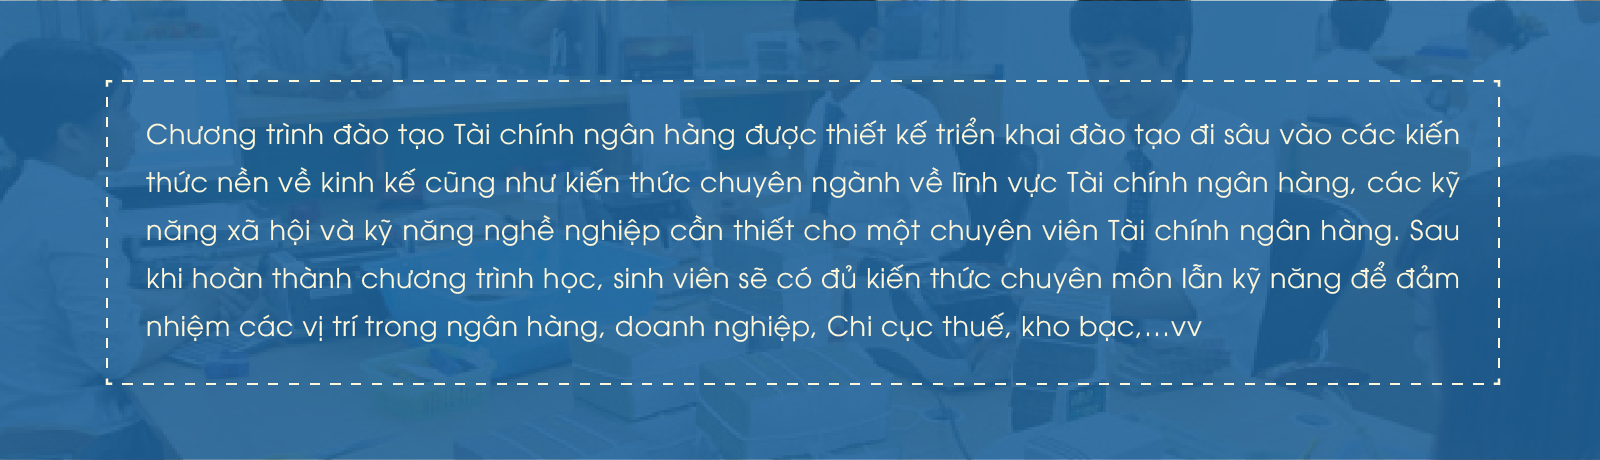 Chương trình đào tạo Tài chính ngân hàng được thiết kế triển khai đào tạo đi sâu vào các kiến
thức nền về kinh kế cũng như kiến thức chuyên ngành về lĩnh vực Tài chính ngân hàng, các kỹ
năng xã hội và kỹ năng nghề nghiệp cần thiết cho một chuyên viên Tài chính ngân hàng. Sau
khi hoàn thành chương trình học, sinh viên sẽ có đủ kiến thức chuyên môn lẫn kỹ năng để đảm
nhiệm các vị trí trong ngân hàng, doanh nghiệp, Chi cục thuế, kho bạc,...vv